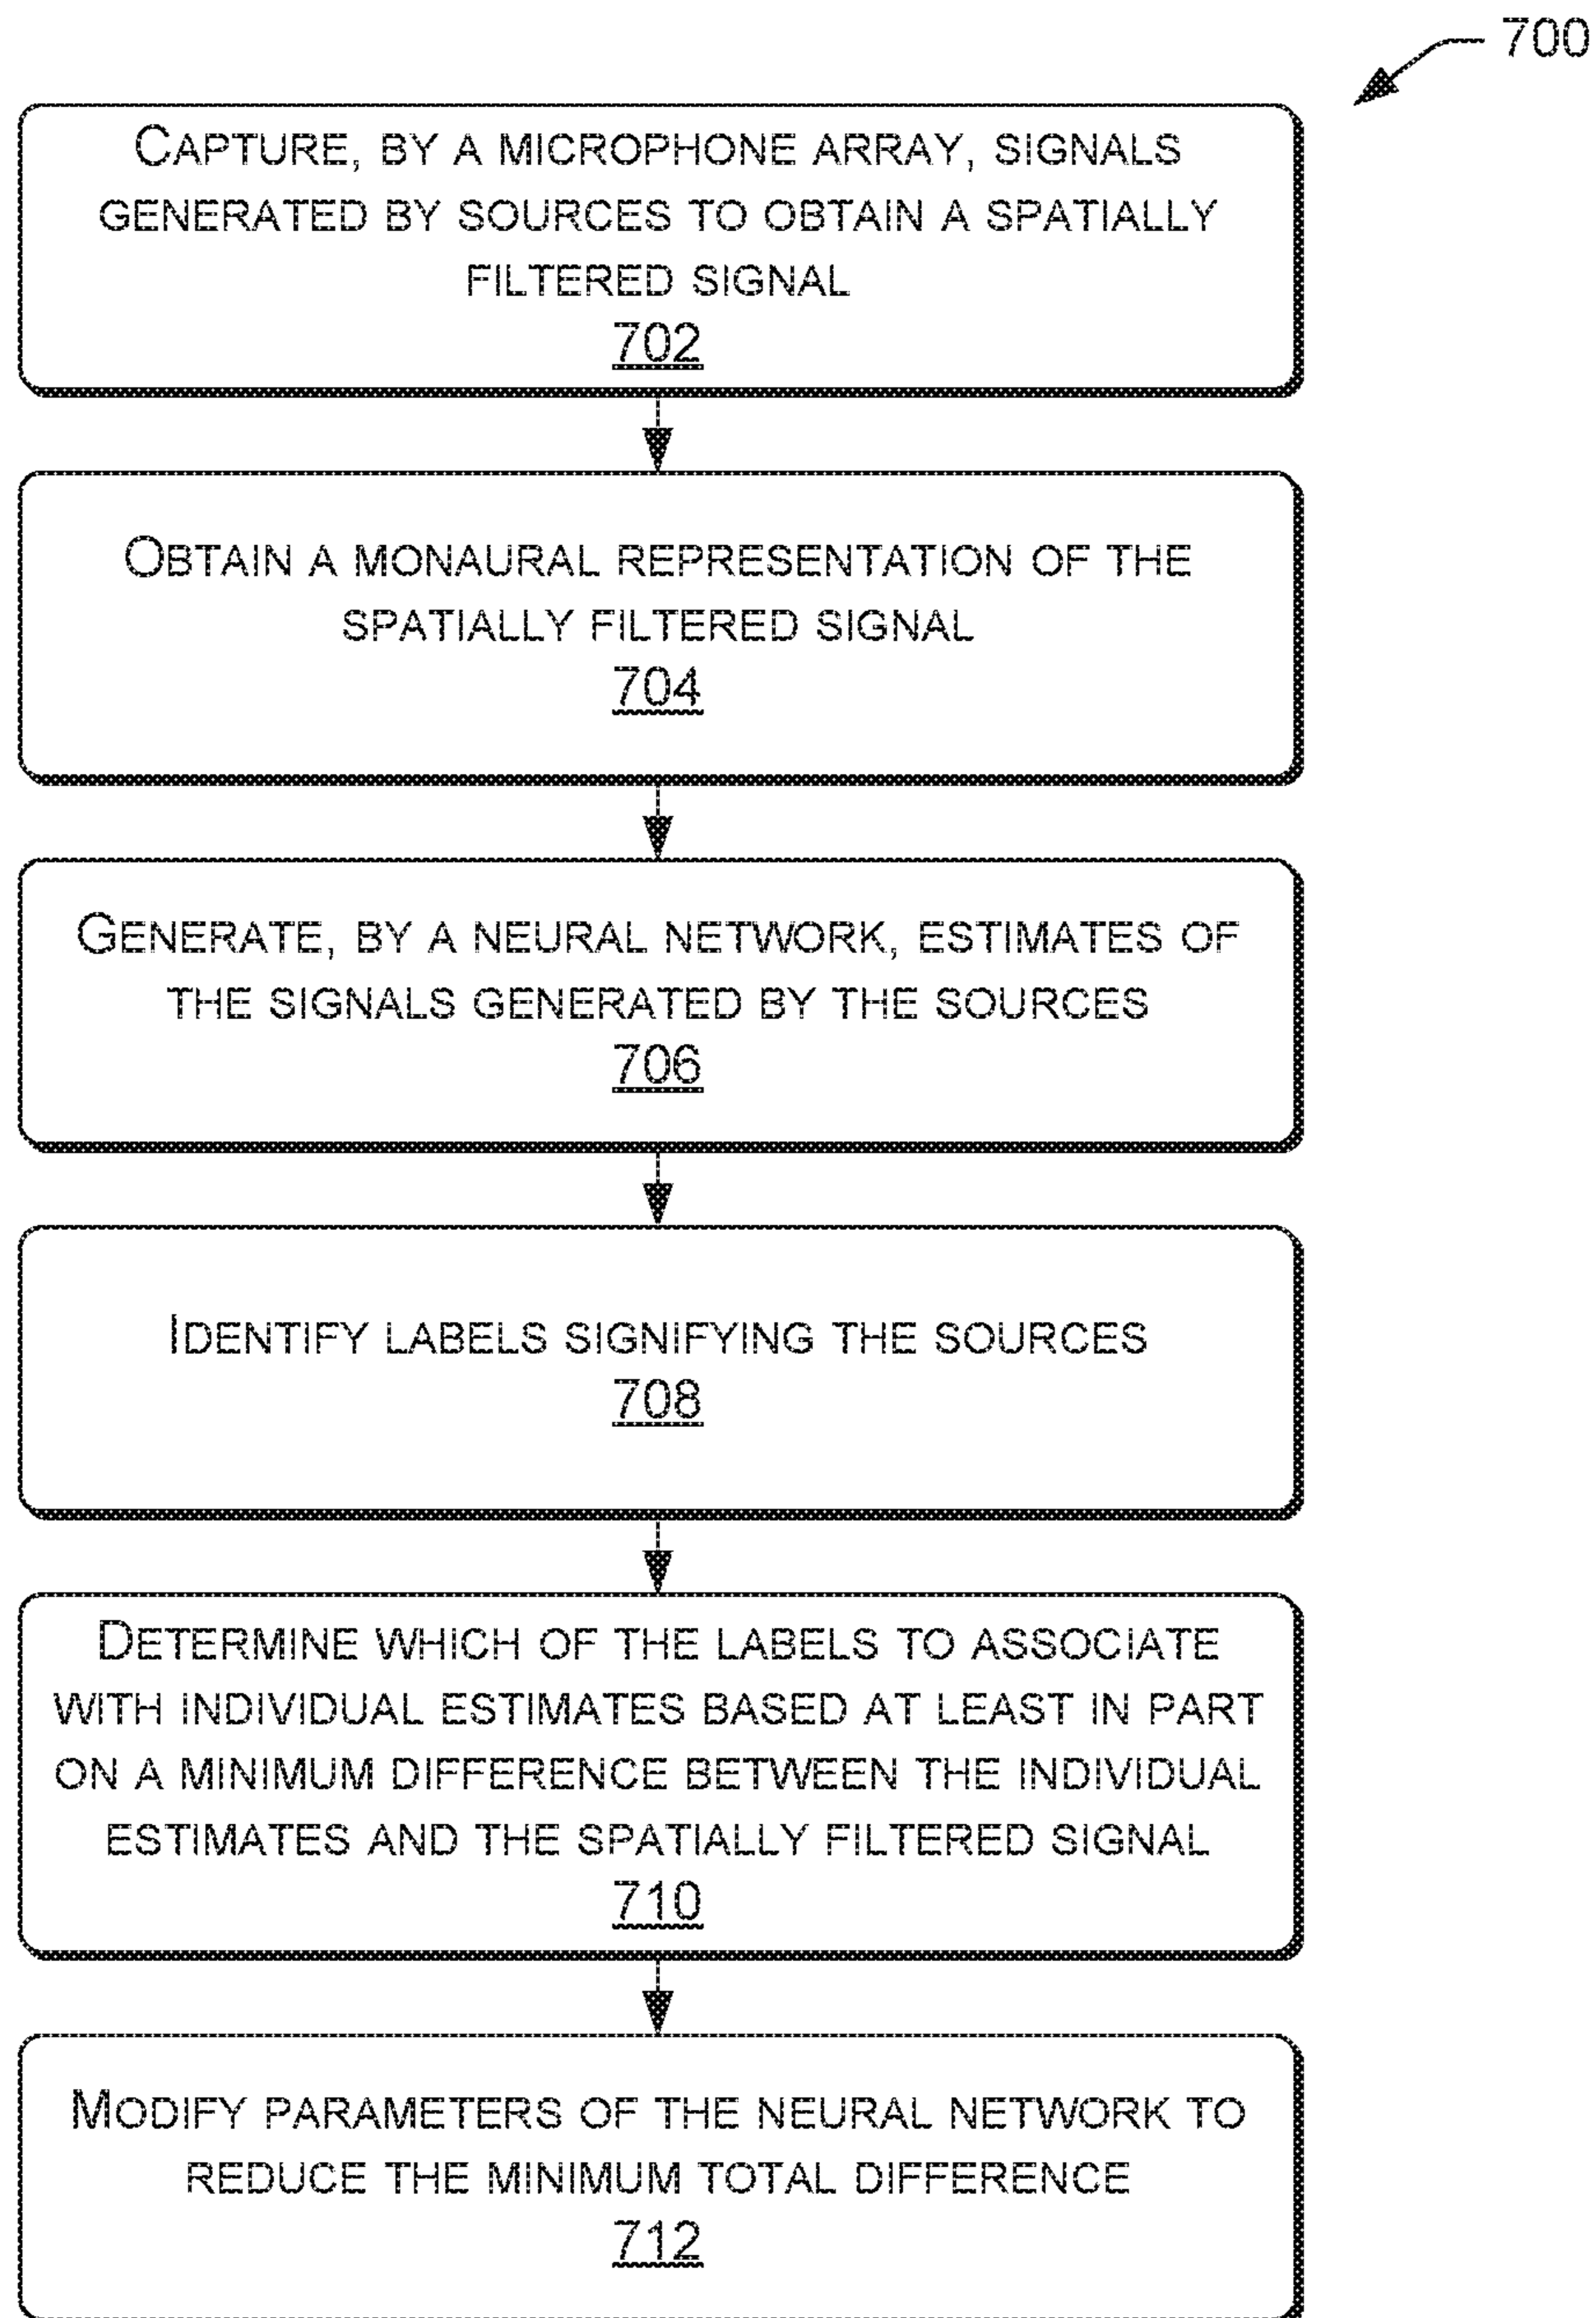 700
CAPTURE, BY A MICROPHONE ARRAY, SIGNALS
GENERATED BY SOURCES TO OBTAIN A SPATIALLY
FILTERED SIGNAL
702
OBTAIN A MONAURAL REPRESENTATION OF THE
SPATIALLY FILTERED SIGNAL
704
GENERATE, BY A NEURAL NETWORK, ESTIMATES OF
THE SIGNALS GENERATED BY THE SOURCES
706
IDENTIFY LABELS SIGNIFYING THE SOURCES
708
DETERMINE WHICH OF THE LABELS TO ASSOCIATE
WITH INDIVIDUAL ESTIMATES BASED AT LEAST IN PART
ON A MINIMUM DIFFERENCE BETWEEN THE INDIVIDUAL
ESTIMATES AND THE SPATIALLY FILTERED SIGNAL
710
MODIFY PARAMETERS OF THE NEURAL NETWORK TO
REDUCE THE MINIMUM TOTAL DIFFERENCE
712